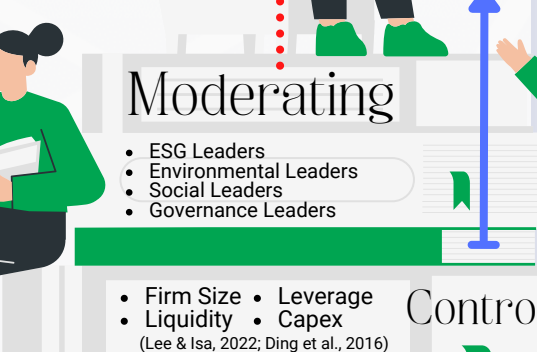 Moderating
• ESG Leaders
• Environmental Leaders
• Social Leaders
• Governance Leaders
• Firm Size • Leverage
• Liquidity • Capex
Contro
(Lee & Isa, 2022; Ding et al., 2016)